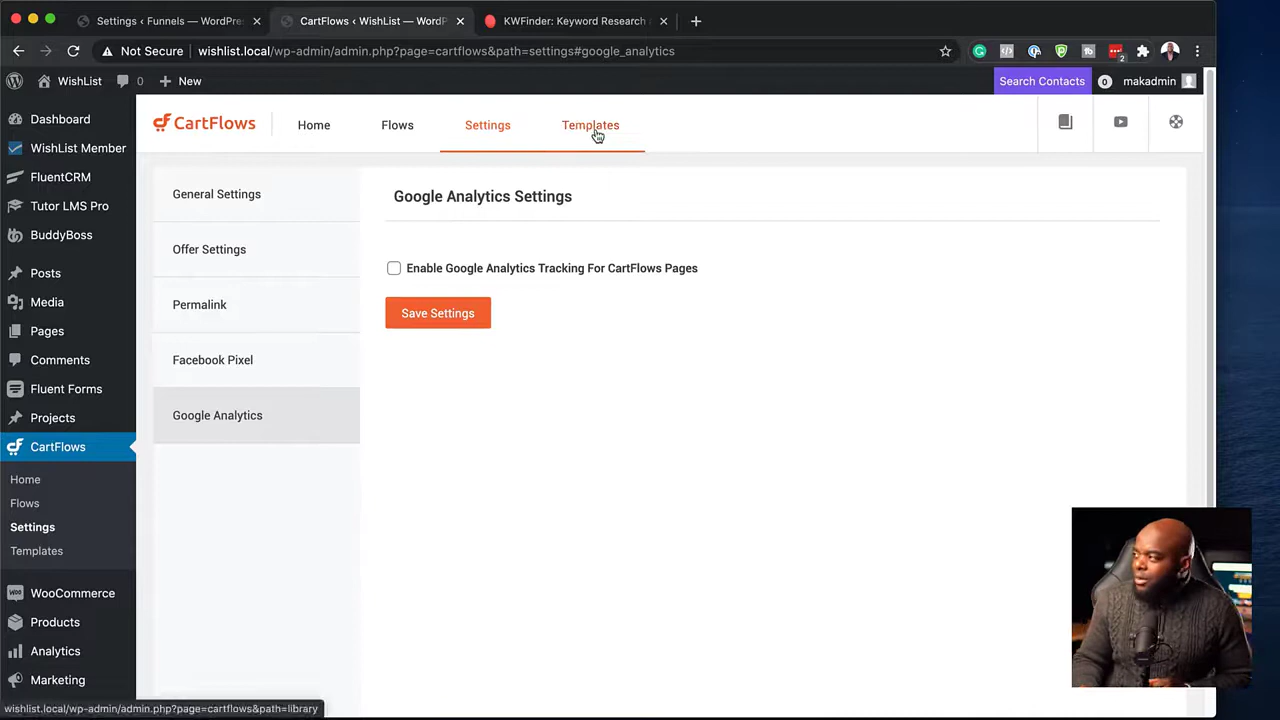 Settings ‹ Funnels — WordPres
CartFlows ‹ WishList — WordP
KWFinder: Keyword Research
Not Secure
wishlist.local/wp-admin/admin.php?page=cartflows&path=settings#google_analytics
2
WishList
0
New
Search Contacts
0
makadmin
Dashboard
WishList Member
FluentCRM
Tutor LMS Pro
BuddyBoss
Posts
Media
Pages
Comments
Fluent Forms
Projects
CartFlows
Home
Flows
Settings
Templates
WooCommerce
Products
Analytics
Marketing
CartFlows
Home
Flows
Settings
Templates
General Settings
Offer Settings
Permalink
Facebook Pixel
Google Analytics
Google Analytics Settings
Enable Google Analytics Tracking For CartFlows Pages
Save Settings
wishlist.local/wp-admin/admin.php?page=cartflows&path=library